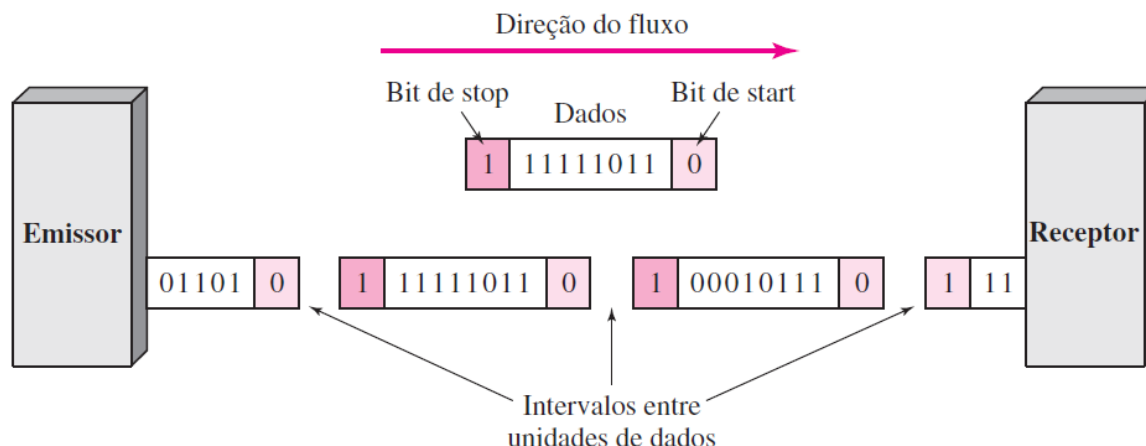 Direção do fluxo
Bit de stop
Dados
Bit de start
1 11111011 0
Emissor
Receptor
01101 0
1 11111011 0
1 00010111 0
1 11
Intervalos entre
unidades de dados